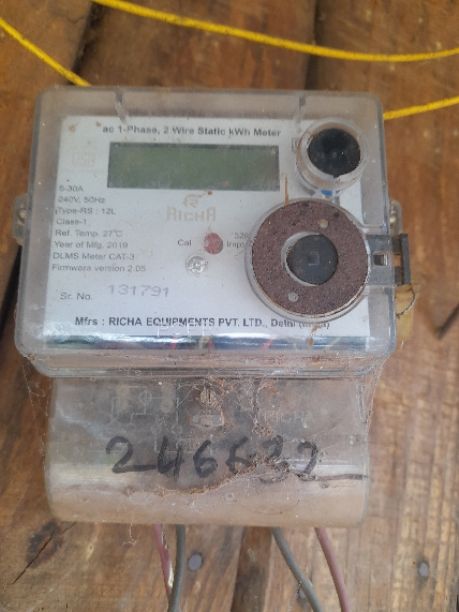 ac 1-Phase, 2 Wire Static kWh Meter
5-30A
240V, 50Hz
Type-RS : 12L
Class-1
Ref. Temp. 27°C
Year of Mfg. 2019
DLMS Meter CAT-3
Firmware version 2.05
RICHA
Cal
Sr. No. 131791
Mfrs : RICHA EQUIPMENTS PVT. LTD., Delhi
RICHA